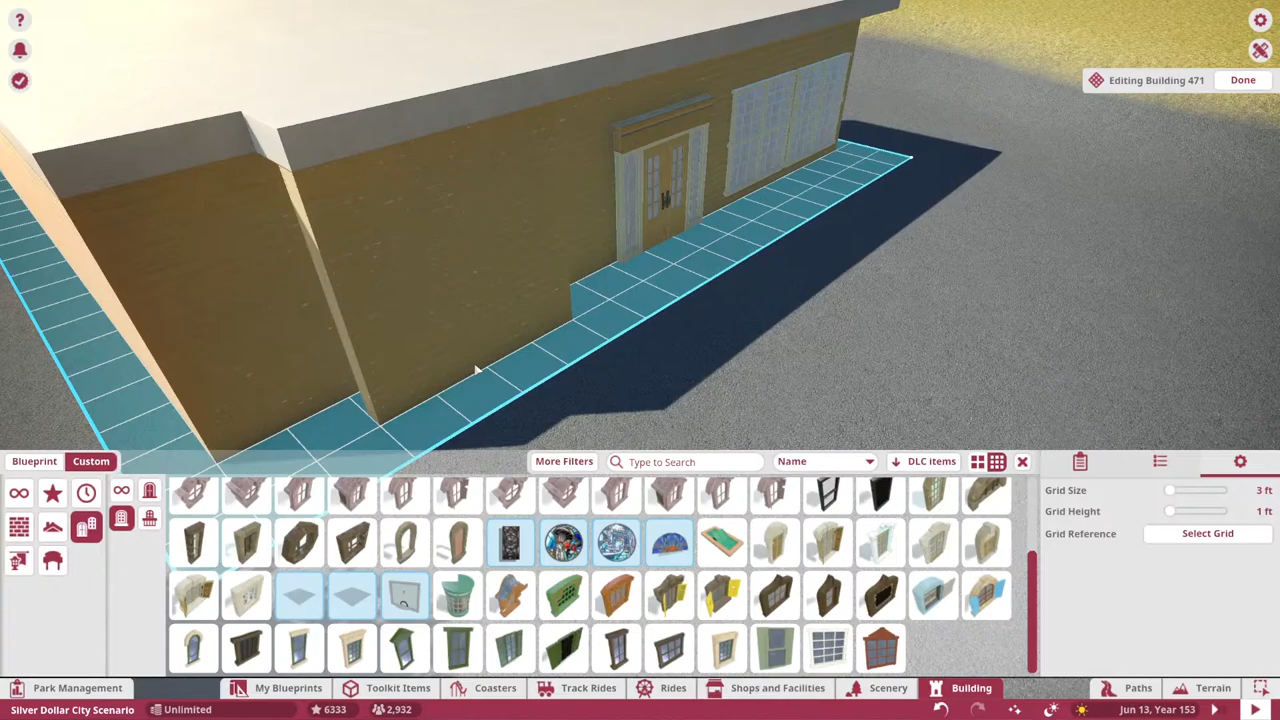 ?
Editing Building 471
Done
Blueprint
Custom
More Filters
Type to Search
Name
DLC items
Grid Size
3 ft
Grid Height
1 ft
Grid Reference
Select Grid
Park Management
My Blueprints
Toolkit Items
Coasters
Track Rides
Rides
Shops and Facilities
Scenery
Building
Paths
Terrain
Silver Dollar City Scenario
Unlimited
6333
2,932
Jun 13, Year 153